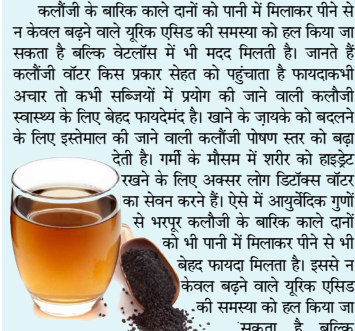 कलौंजी के बारिक काले दानों को पानी में मिलाकर पीने से
न केवल बढ़ने वाले यूरिक एसिड की समस्या को हल किया जा
सकता है बल्कि वेटलॉस में भी मदद मिलती है। जानते हैं
कलौंजी वॉटर किस प्रकार सेहत को पहुंचाता है फायदाकभी
अचार तो कभी सब्जियों में प्रयोग की जाने वाली कलौजी
स्वास्थ्य के लिए बेहद फायदेमंद है। खाने के ज़ायके को बदलने
के लिए इस्तेमाल की जाने वाली कलौंजी पोषण स्तर को बढ़ा
देती है। गर्मी के मौसम में शरीर को हाइड्रेट
रखने के लिए अक्सर लोग डिटॉक्स वॉटर
का सेवन करने हैं। ऐसे में आयुर्वेदिक गुणों
से भरपूर कलौजी के बारिक काले दानों
को भी पानी में मिलाकर पीने से भी
बेहद फायदा मिलता है। इससे न
केवल बढ़ने वाले यूरिक एसिड
की समस्या को हल किया जा
सकता है बल्कि